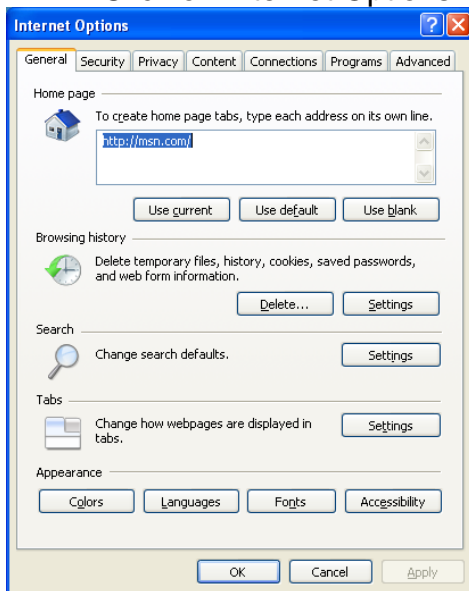 Internet Options
General Security Privacy Content Connections Programs Advanced
Home page
To create home page tabs, type each address on its own line.
http://msn.com/
Use current Use default Use blank
Browsing history
Delete temporary files, history, cookies, saved passwords,
and web form information.
Delete... Settings
Search
Change search defaults. Settings
Tabs
Change how webpages are displayed in
tabs.
Settings
Appearance
Colors Languages Fonts Accessibility
OK Cancel Apply